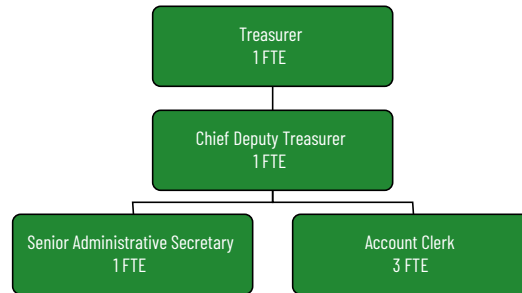 Treasurer
1 FTE
Chief Deputy Treasurer
1 FTE
Senior Administrative Secretary
1 FTE
Account Clerk
3 FTE